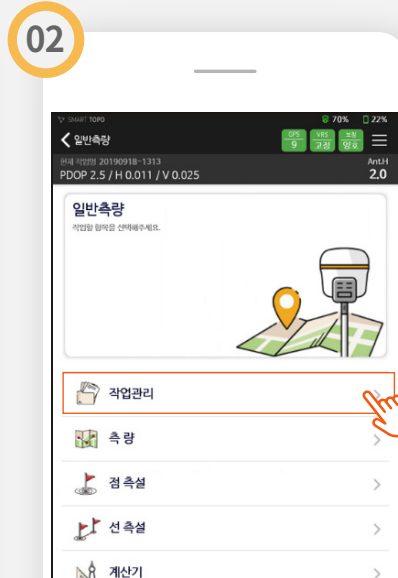 02
SMART TOPO 70% 22%
일반측량 GPS 9 VRS 고정 보정 양호
현재 작업명 20190918-1313 Ant.H
PDOP 2.5 / H 0.011 / V 0.025 2.0
일반측량
작업할 항목을 선택해주세요.
작업관리
측 량
점 측설
선 측설
계산기